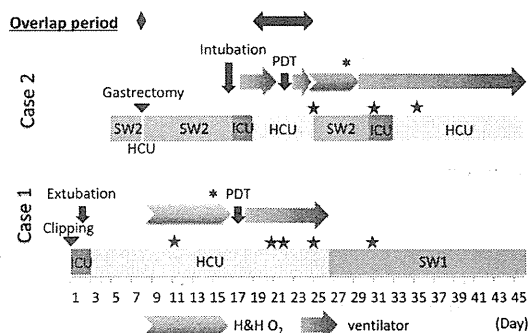 Overlap period
Intubation
PDT
*
Case 2
Gastrectomy
SW2 SW2 ICU HCU SW2 ICU HCU
HCU
Case 1
Extubation * PDT
Clipping
ICU HCU SW1
1 3 5 7 9 11 13 15 17 19 21 23 25 27 29 31 33 35 37 39 41 43 45
H&H O₂ ventilator (Day)